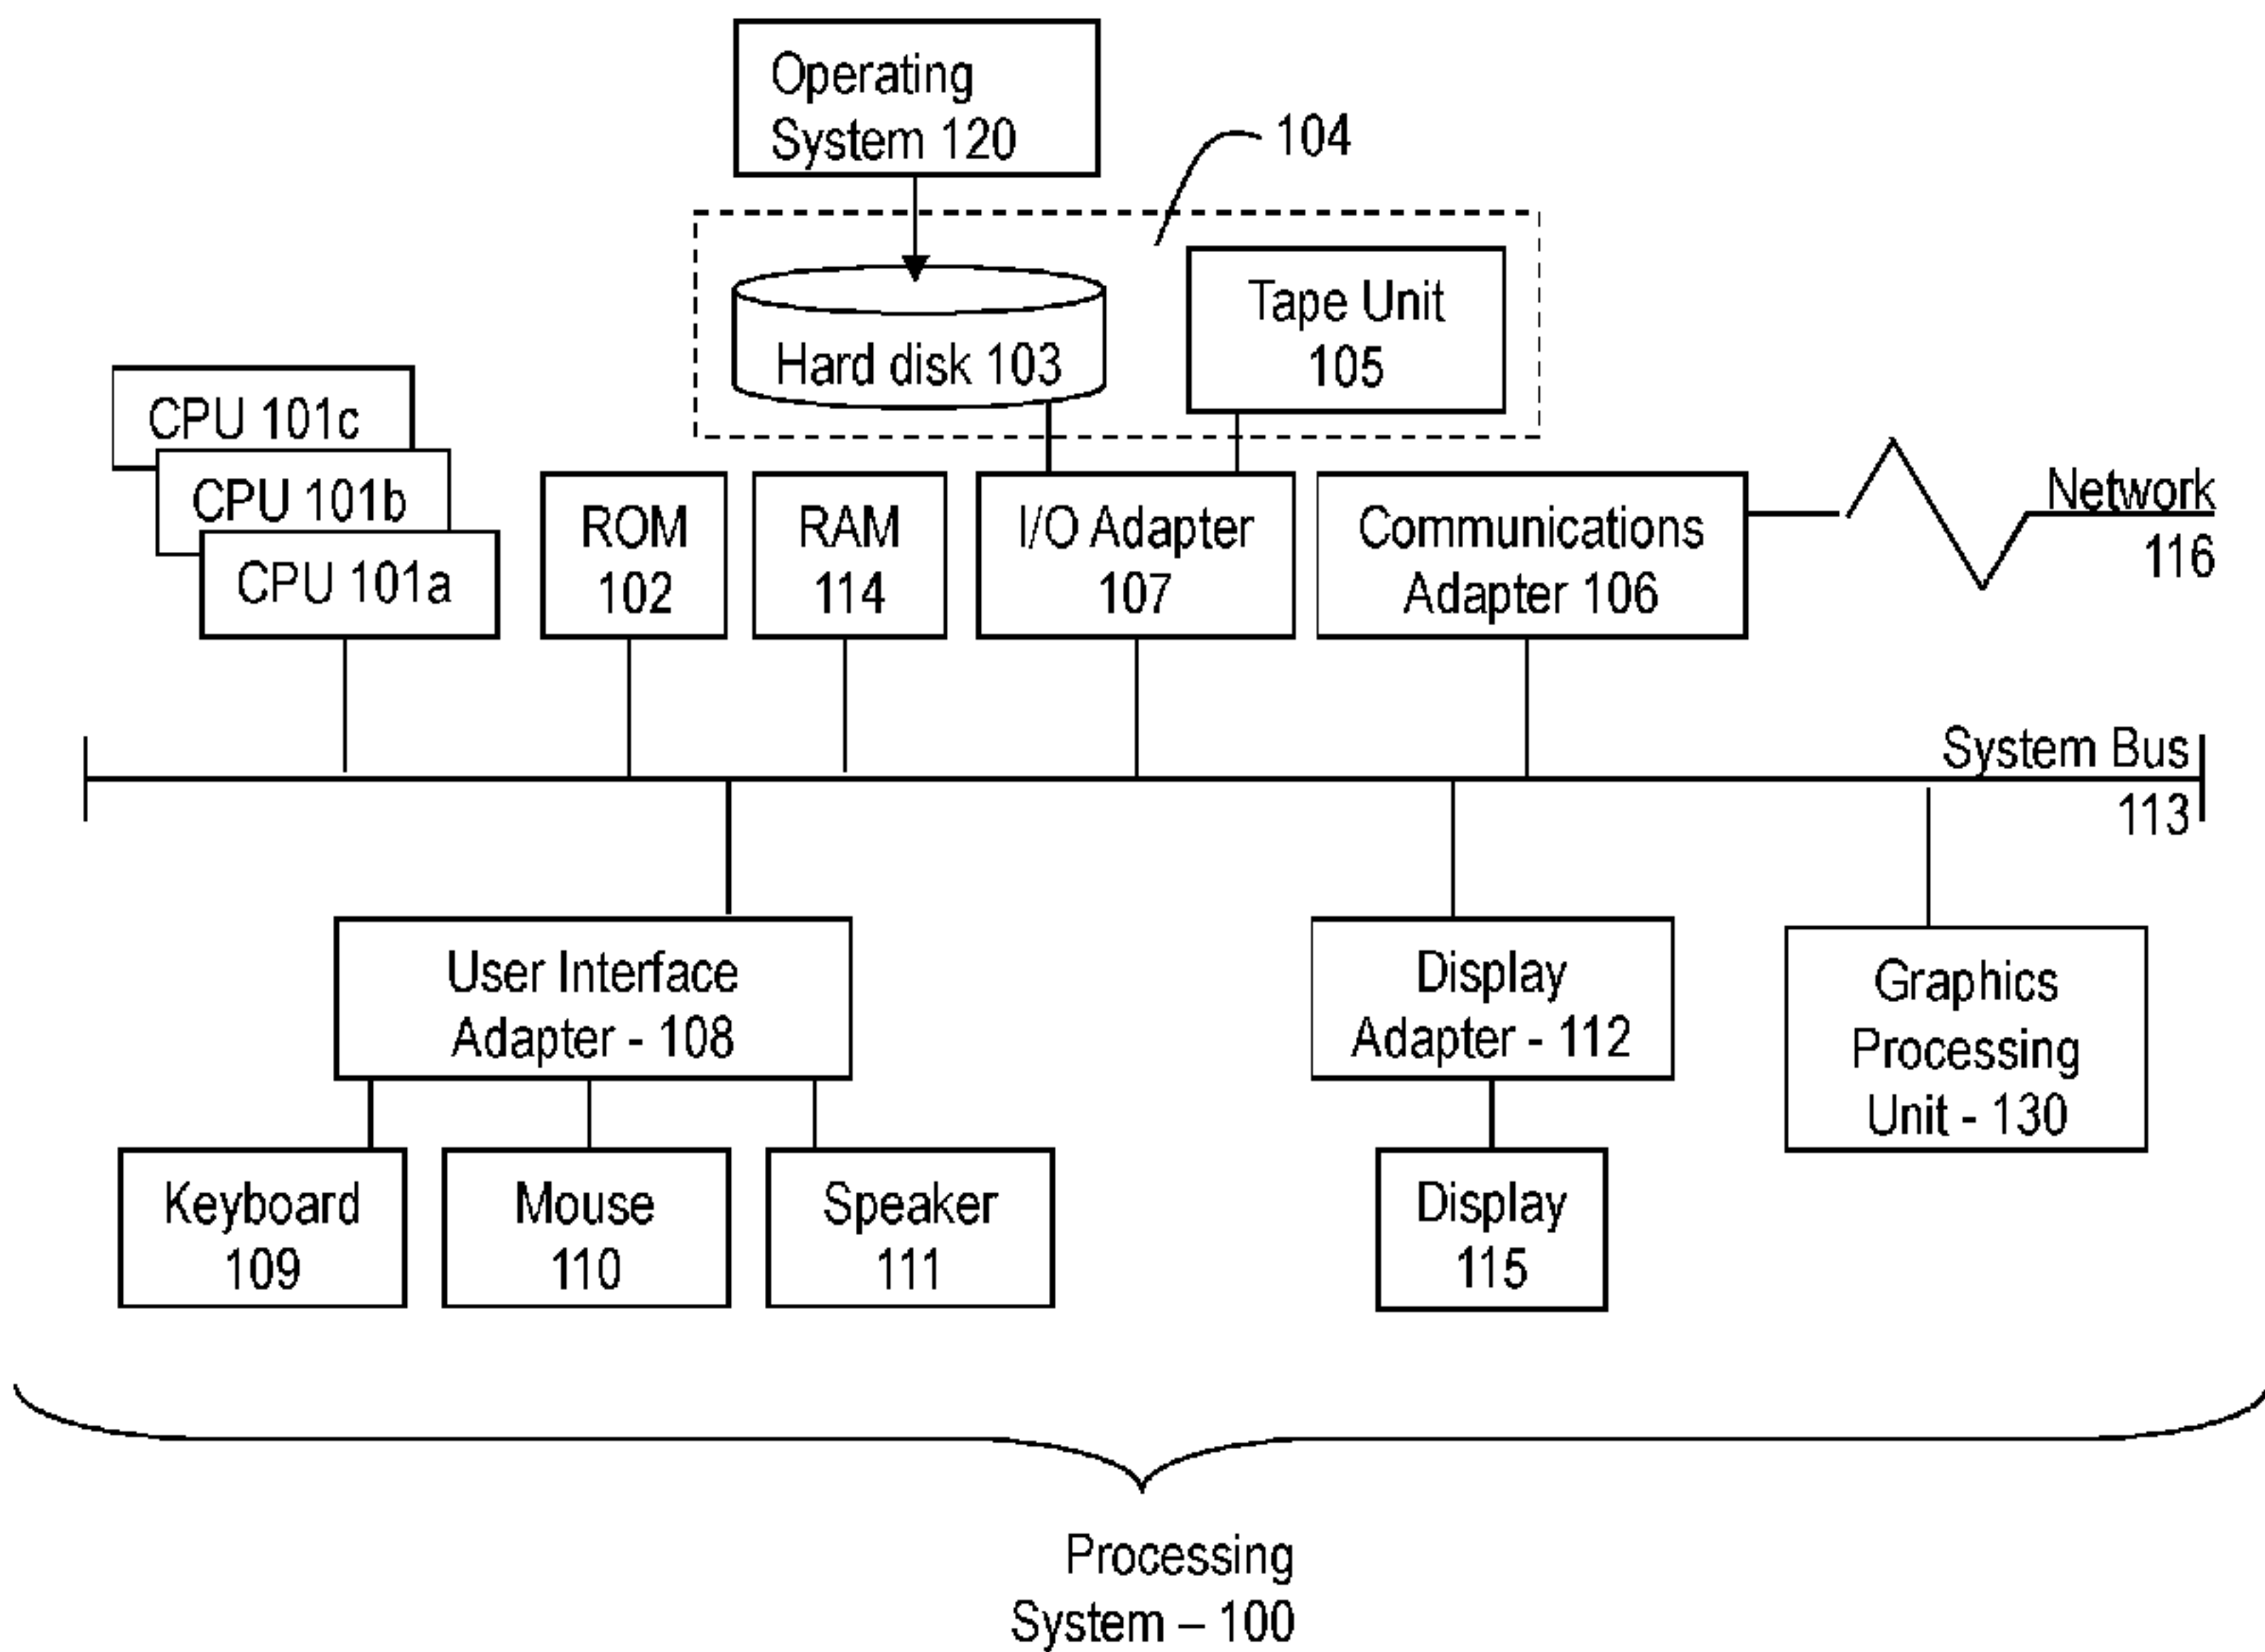 Operating
System 120
104
Hard disk 103
Tape Unit
105
CPU 101c
CPU 101b
CPU 101a
ROM
102
RAM
114
I/O Adapter
107
Communications
Adapter 106
Network
116
System Bus
113
User Interface
Adapter - 108
Display
Adapter - 112
Graphics
Processing
Unit - 130
Keyboard
109
Mouse
110
Speaker
111
Display
115
Processing
System – 100